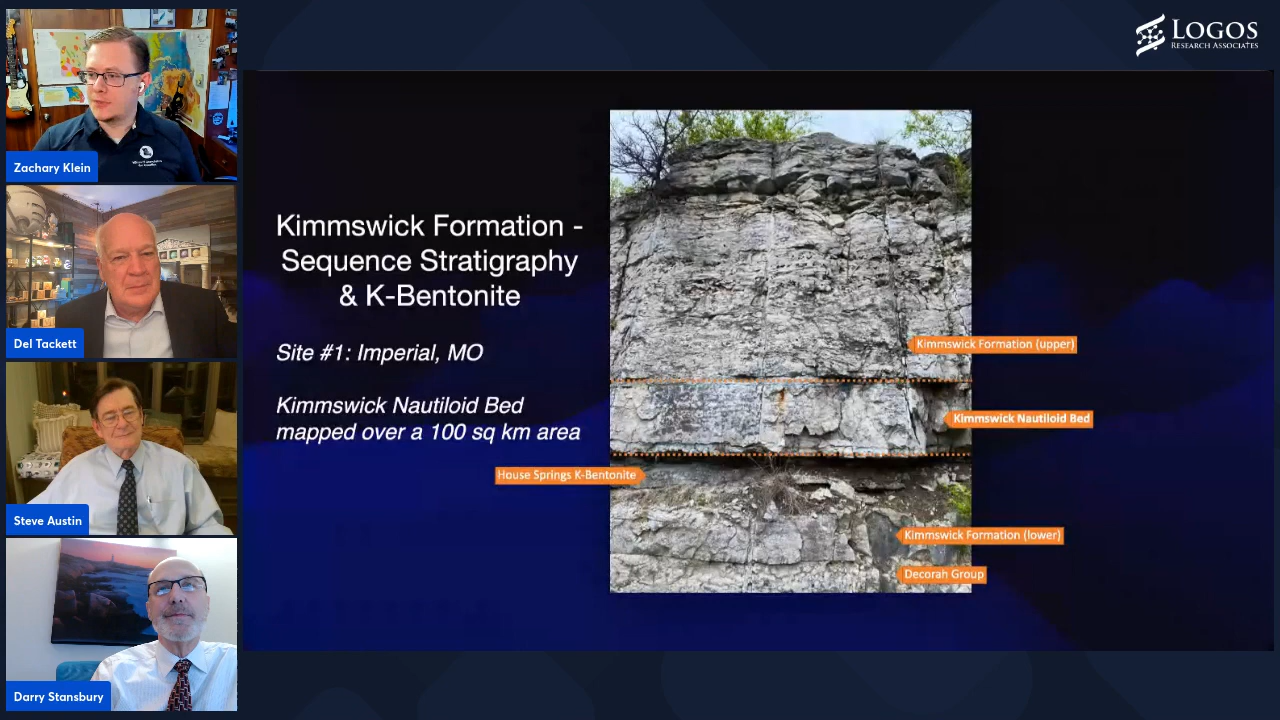 LOGOS
RESEARCH ASSOCIATES
Zachary Klein
Del Tackett
Steve Austin
Darry Stansbury
Kimmswick Formation -
Sequence Stratigraphy
& K-Bentonite
Site #1: Imperial, MO
Kimmswick Nautiloid Bed
mapped over a 100 sq km area
Kimmswick Formation (upper)
Kimmswick Nautiloid Bed
House Springs K-Bentonite
Kimmswick Formation (lower)
Decorah Group